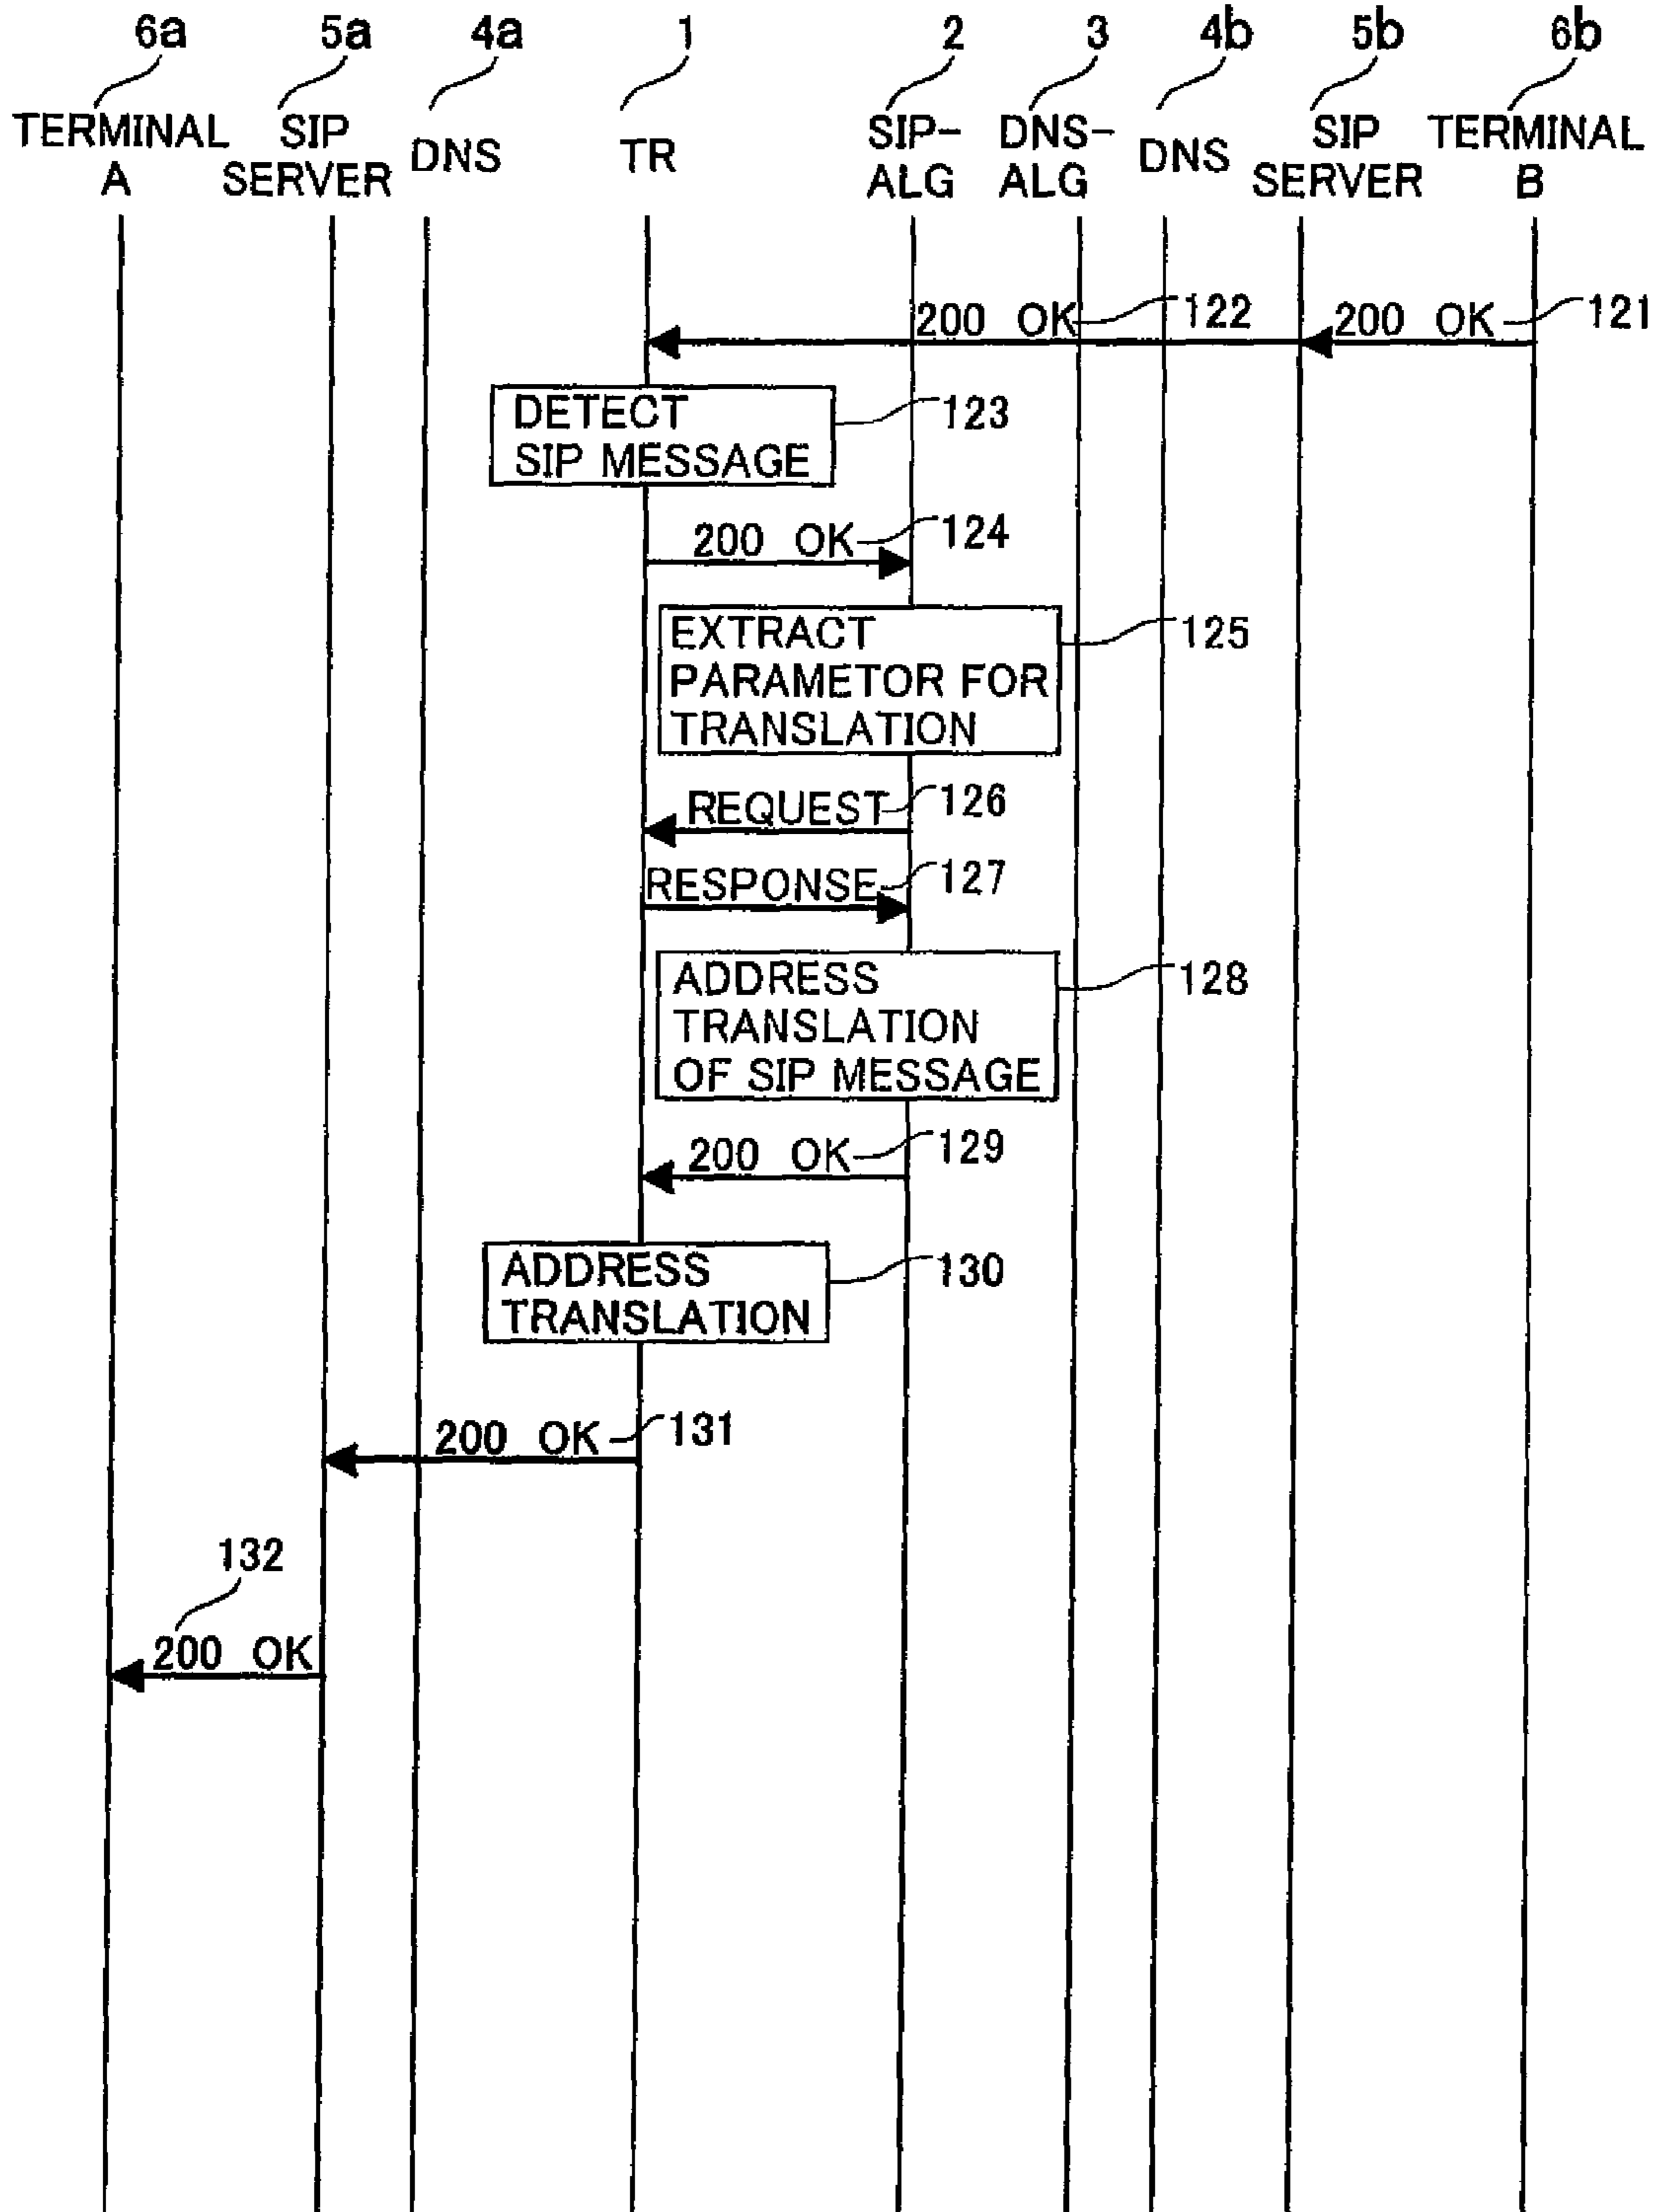 6a 5a 4a 1 2 3 4b 5b 6b
TERMINAL A
SIP SERVER
DNS
TR
SIP-ALG
DNS-ALG
DNS
SIP SERVER
TERMINAL B
200 OK 122
200 OK 121
DETECT
SIP MESSAGE
123
200 OK 124
EXTRACT
PARAMETOR FOR
TRANSLATION
125
REQUEST 126
RESPONSE 127
ADDRESS
TRANSLATION
OF SIP MESSAGE
128
200 OK 129
ADDRESS
TRANSLATION
130
200 OK 131
132
200 OK